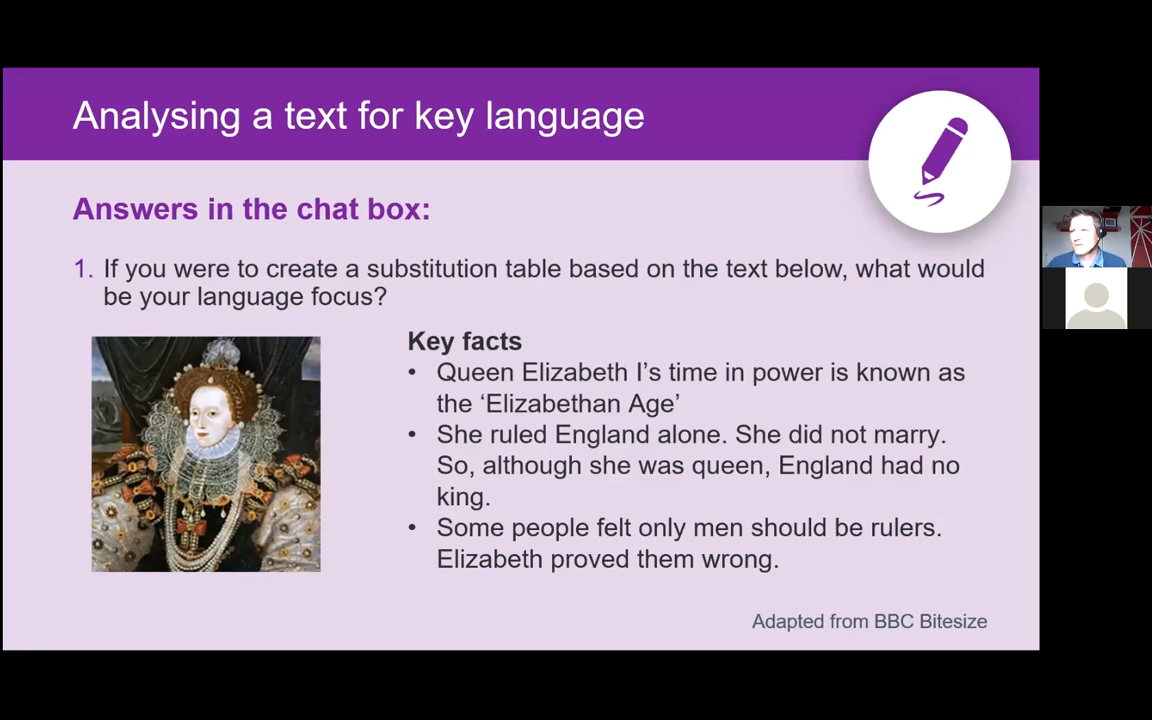 Analysing a text for key language
Answers in the chat box:
1. If you were to create a substitution table based on the text below, what would
be your language focus?
Key facts
• Queen Elizabeth I’s time in power is known as
the ‘Elizabethan Age’
• She ruled England alone. She did not marry.
So, although she was queen, England had no
king.
• Some people felt only men should be rulers.
Elizabeth proved them wrong.
Adapted from BBC Bitesize